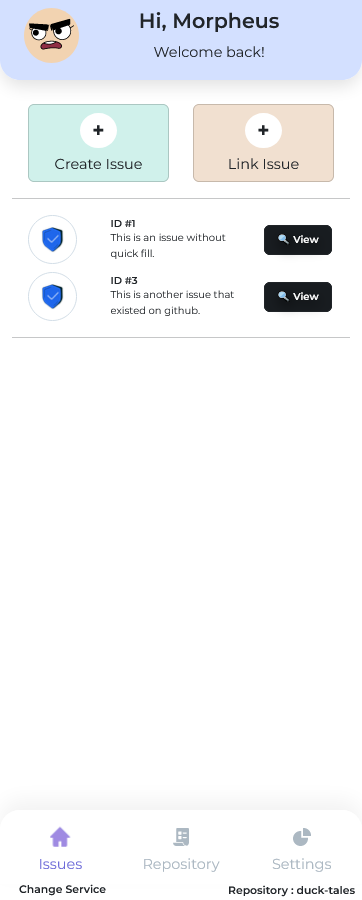 Hi, Morpheus
Welcome back!
Create Issue
Link Issue
ID #1
This is an issue without
quick fill.
View
ID #3
This is another issue that
existed on github.
View
Issues
Repository
Settings
Change Service
Repository : duck-tales